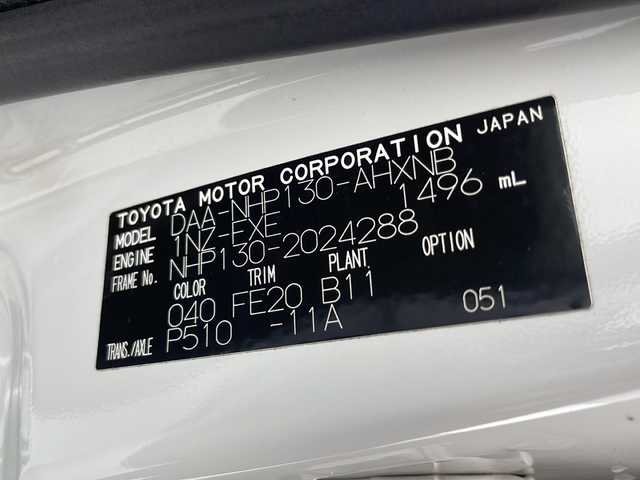 TOYOTA MOTOR CORPORATION JAPAN
MODEL DAA-NHP130-AHXNB
ENGINE 1NZ-FXE 1496 mL
FRAME No. NHP130-2024288
COLOR TRIM PLANT OPTION
040 FE20 B11
TRANS./AXLE P510 -11A 051